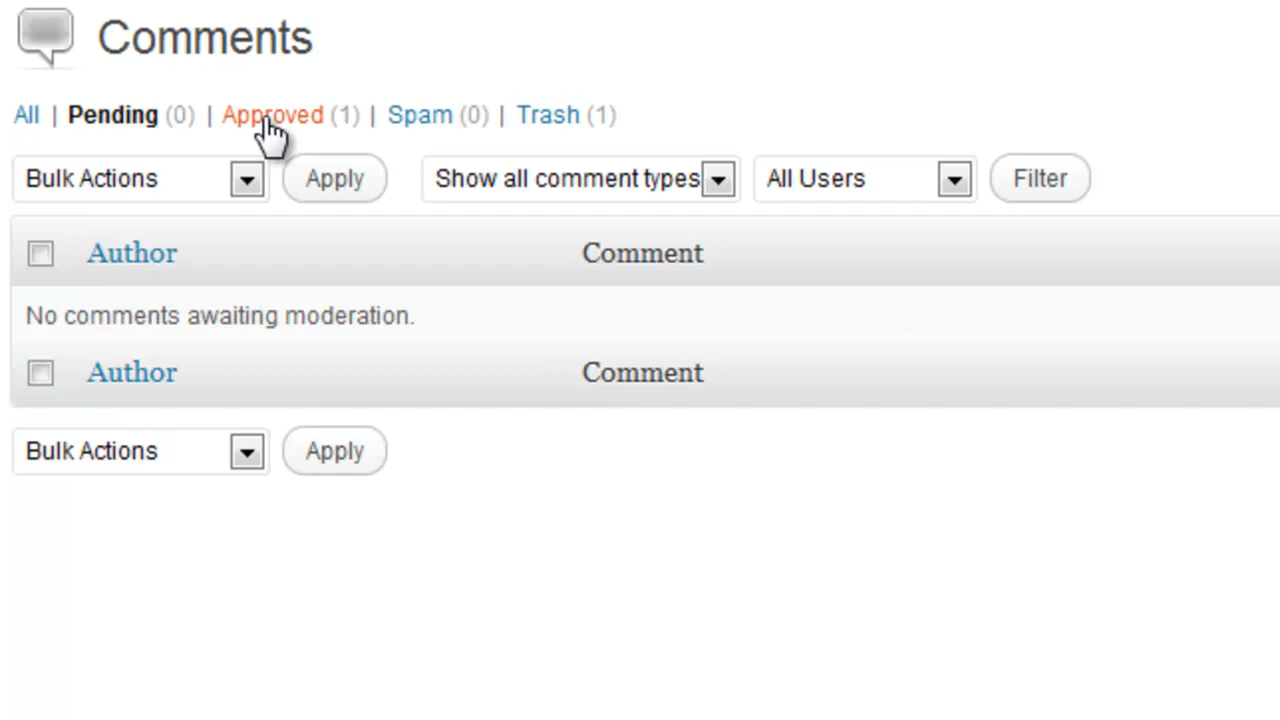 Comments
All | Pending (0) | Approved (1) | Spam (0) | Trash (1)
Bulk Actions Apply Show all comment types All Users Filter
Author Comment
No comments awaiting moderation.
Author Comment
Bulk Actions Apply